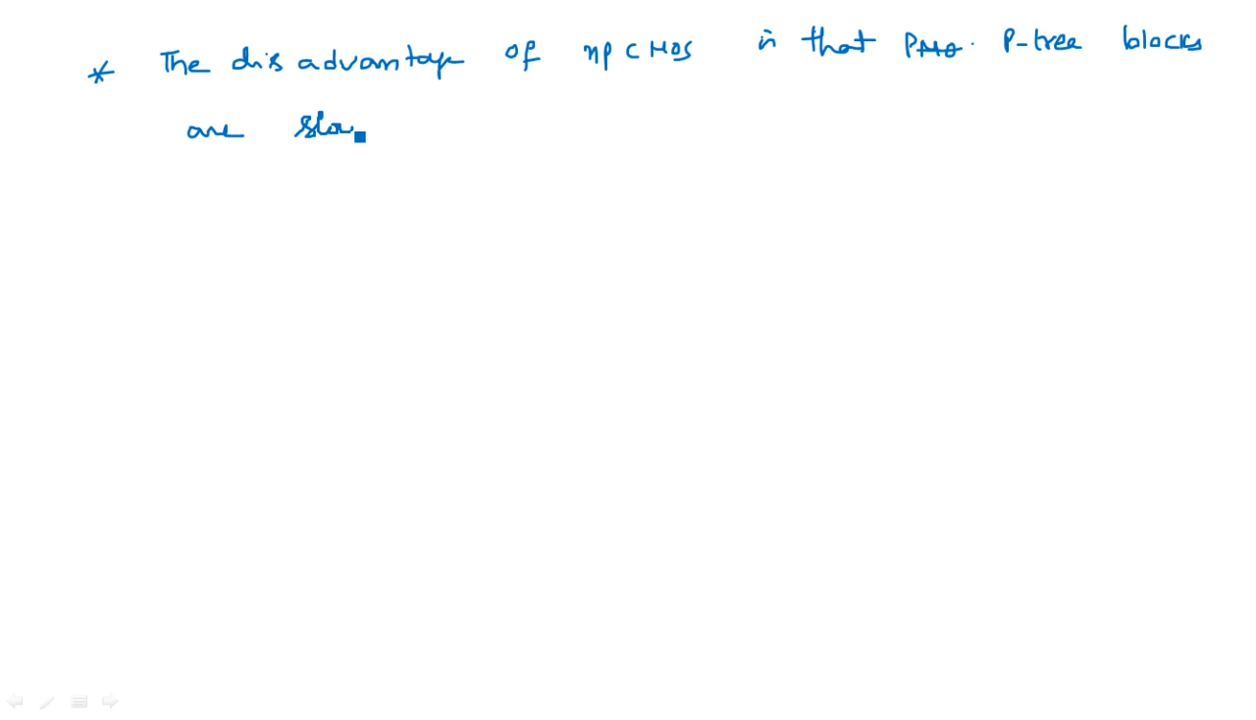 * The disadvantage of np CMOS is that P-tree blocks
are slow